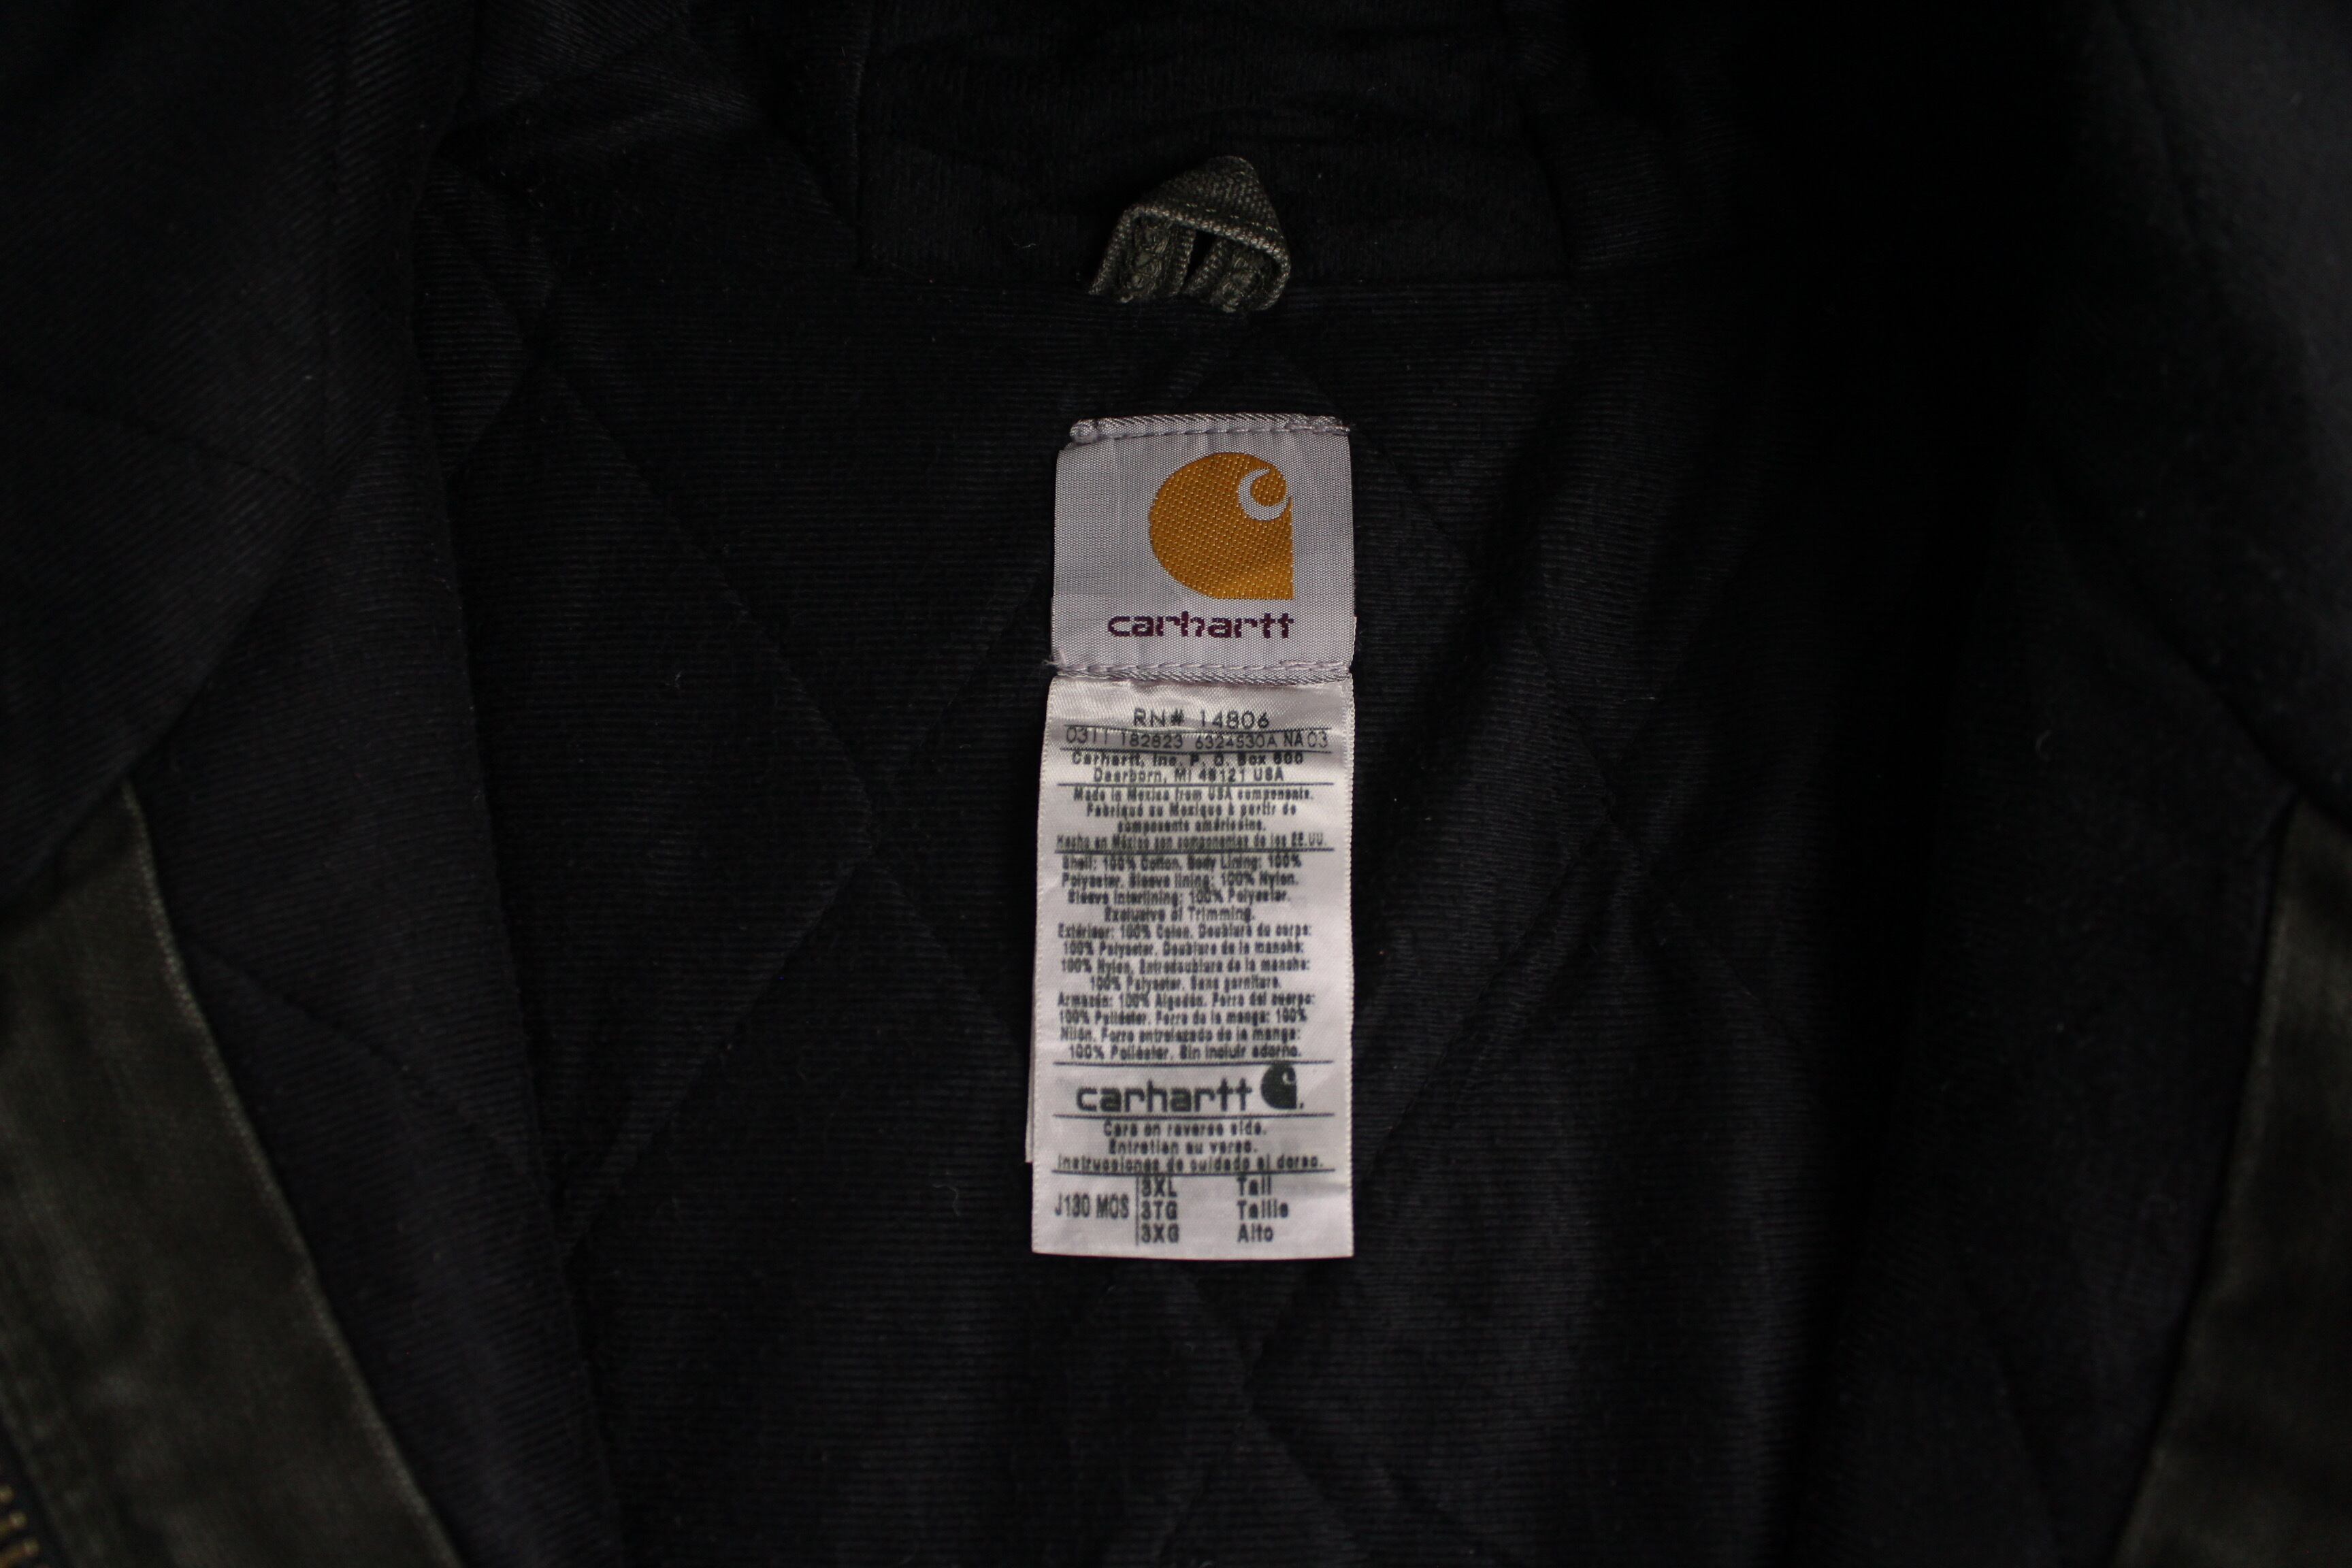 carhartt
RN# 14806
0311 182823 6324530A NA 03
Carhartt, Inc. P. O. Box 600
Dearborn, MI 48121 USA
Made in Mexico from USA components.
Fabriqué au Mexique à partir de
composants américains.
Hecho en México con componentes de los EE.UU.
Shell: 100% Cotton, Body Lining: 100%
Polyester, Sleeve lining: 100% Nylon.
Sleeve Interlining: 100% Polyester.
Exclusive of Trimming.
Extérieur: 100% Coton. Doublure du corps:
100% Polyester, Doublure de la manche:
100% Nylon, Entredoublure de la manche:
100% Polyester, Sans garniture.
Armazón: 100% Algodón. Forro del cuerpo:
100% Poliéster, Forro de la manga: 100%
Nilón. Forro entrelazado de la manga:
100% Poliéster, Sin incluir adorno.
carhartt
Care on reverse side.
Entretien au verso.
Instrucciones de cuidado al dorso.
J130 MOS
3XL Tall
3TG Taille
3XG Alto